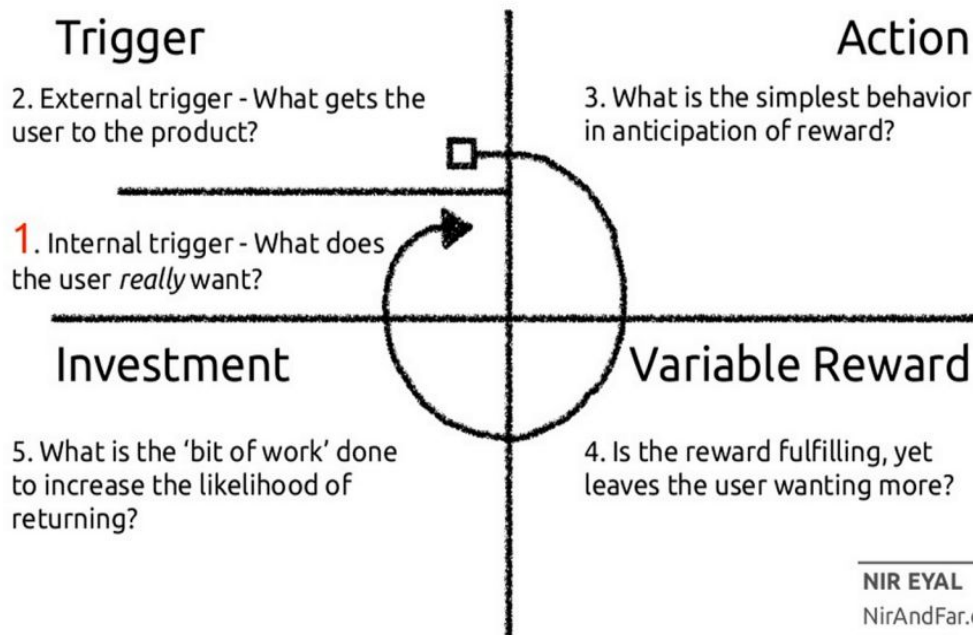 Trigger
2. External trigger - What gets the
user to the product?
1. Internal trigger - What does
the user really want?
Action
3. What is the simplest behavior
in anticipation of reward?
Investment
5. What is the ‘bit of work’ done
to increase the likelihood of
returning?
Variable Reward
4. Is the reward fulfilling, yet
leaves the user wanting more?
NIR EYAL
NirAndFar.